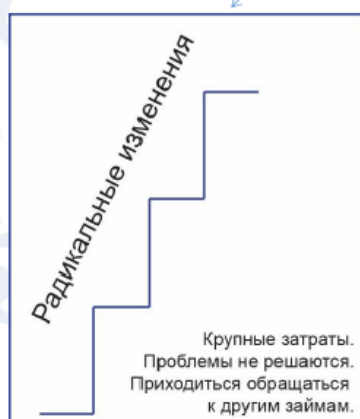 Радикальные изменения
Крупные затраты.
Проблемы не решаются.
Приходиться обращаться
к другим займам.